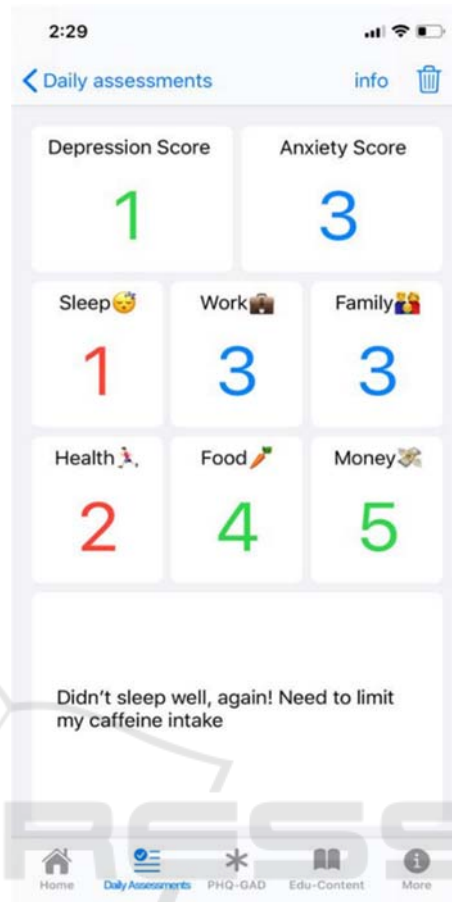 2:29
Daily assessments info
Depression Score Anxiety Score
1 3
Sleep😴 Work💼 Family👨‍👩‍👦
1 3 3
Health🏃‍♀️ Food🥕 Money💸
2 4 5
Didn't sleep well, again! Need to limit
my caffeine intake
Home Daily Assessments PHQ-GAD Edu-Content More